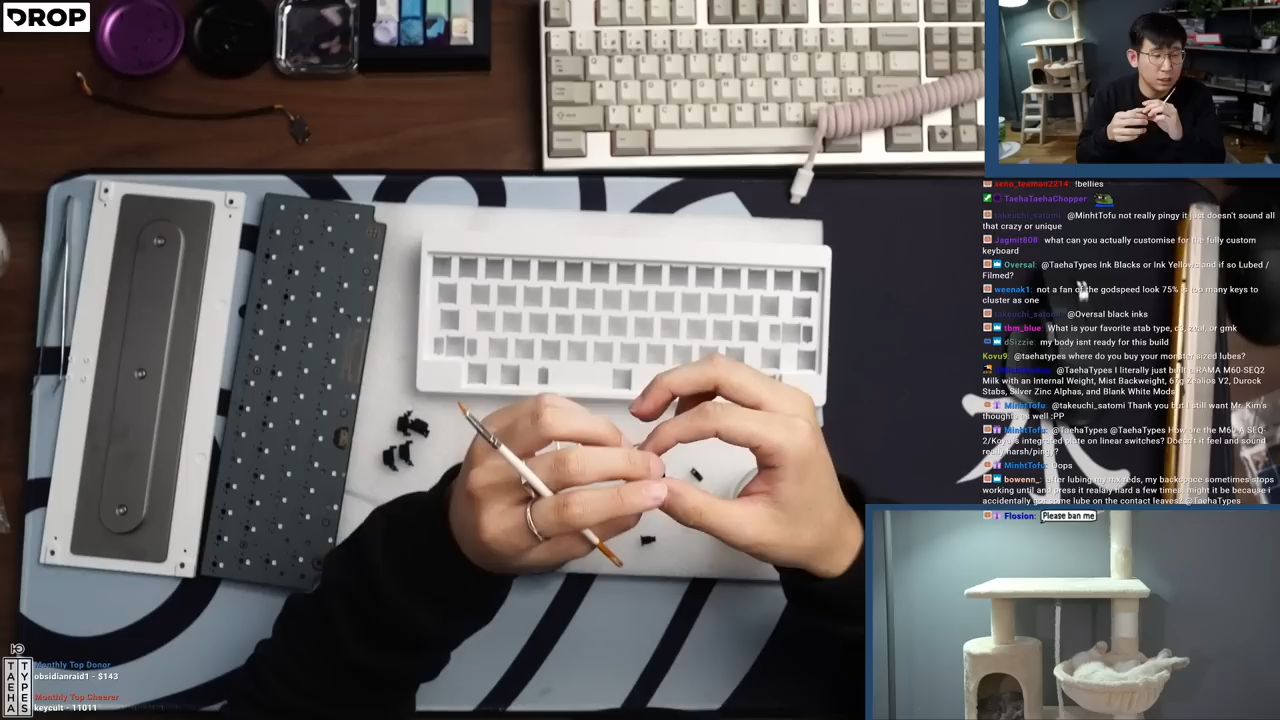 DROP
xeno_texman2214 !bellies
TaehaTaehaChopper:
takeuchi_satomi @MinhtTofu not really pingy it just doesn't sound all
that crazy or unique
Jagmit808: what can you actually customise for the fully custom
keyboard
Oversal: @TaehaTypes Ink Blacks or Ink Yellows and if so Lubed /
Filmed?
weenak1: not a fan of the godspeed look 75% is too many keys to
cluster as one
takeuchi_satomi @Oversal black inks
tbm_blue: What is your favorite stab type, c3, zeal, or gmk
dSizzie: my body isnt ready for this build
Kovu9: @taehatypes where do you buy your monster sized lubes?
@TaehaTypes I literally just built a RAMA M60-SEQ2
Milk with an Internal Weight, Mist Backweight, Zealios V2, Durock
Stabs, Silver Zinc Alphas, and Blank White Mods
MinhtTofu: @takeuchi_satomi Thank you but I still want Mr. Kim's
thoughts as well :PP
MinhtTofu: @TaehaTypes @TaehaTypes How are the M60-A SEQ-
2/Koyu's integrated plate on linear switches? Doesn't it feel and sound
really harsh/pingy?
MinhtTofu: Oops
bowenn_: after lubing my mx reds, my backspace sometimes stops
working until and press it realaly hard a few times, might it be because i
accidentally got some lube on the contact leaves? @TaehaTypes
Flosion: Please ban me
TAEHA
TYPES
Monthly Top Donor
obsidianraid1 - $143
Monthly Top Cheerer
keycult - 11011